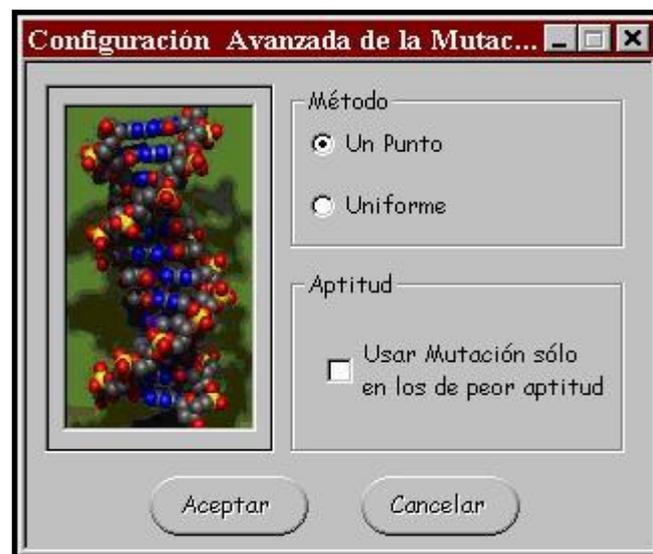 Configuración Avanzada de la Mutac...
Método
Un Punto
Uniforme
Aptitud
Usar Mutación sólo
en los de peor aptitud
Aceptar
Cancelar